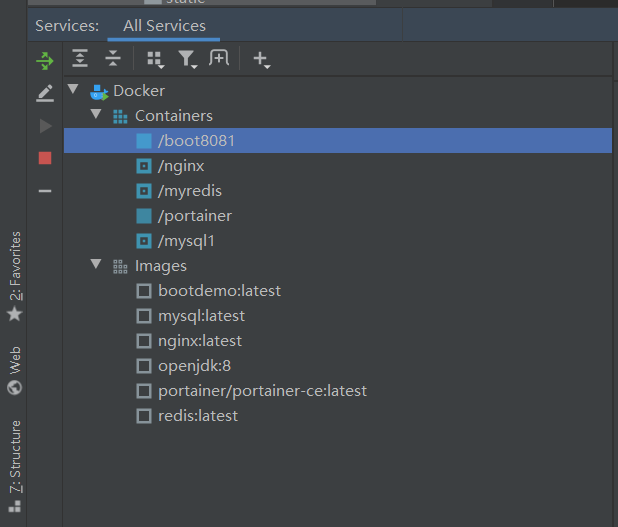 static
Services:
All Services
Docker
Containers
/boot8081
/nginx
/myredis
/portainer
/mysql1
Images
bootdemo:latest
mysql:latest
nginx:latest
openjdk:8
portainer/portainer-ce:latest
redis:latest
2: Favorites
Web
7: Structure